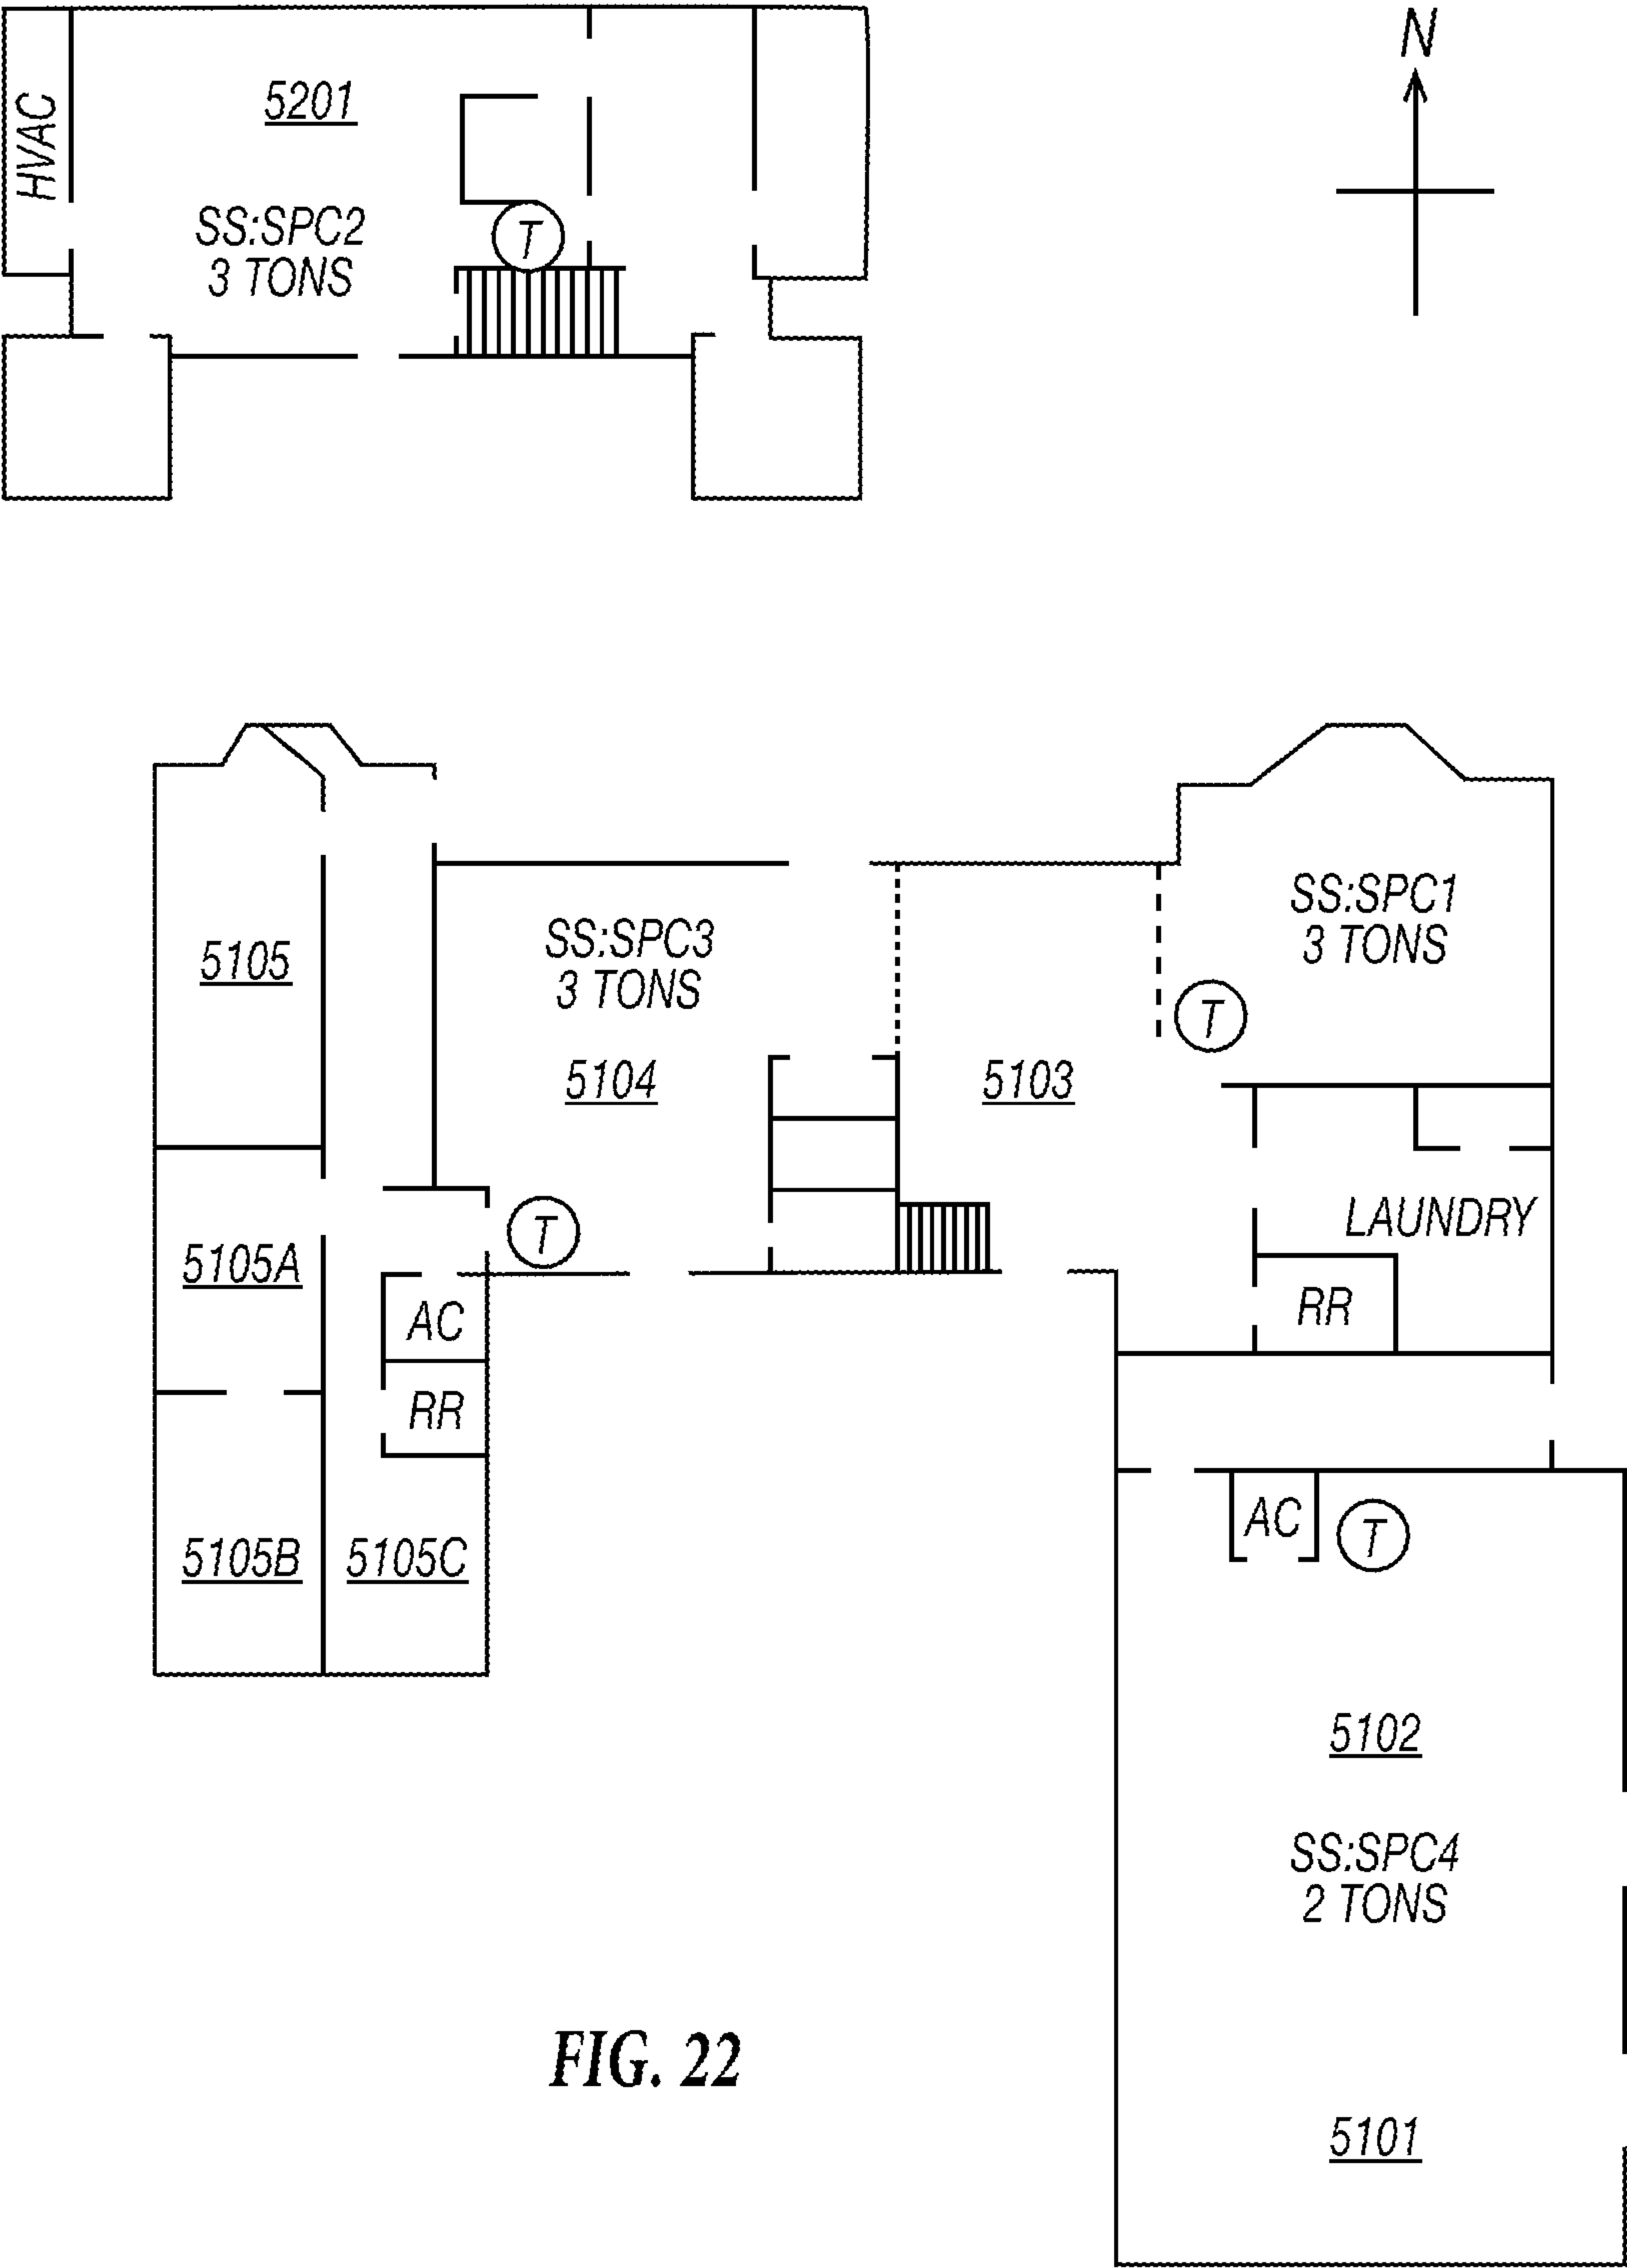 N
HVAC
5201
SS:SPC2
3 TONS
T
SS:SPC1
3 TONS
SS:SPC3
3 TONS
5105
T
5104
5103
LAUNDRY
T
5105A
RR
AC
RR
AC
T
5105B
5105C
5102
SS:SPC4
2 TONS
FIG. 22
5101